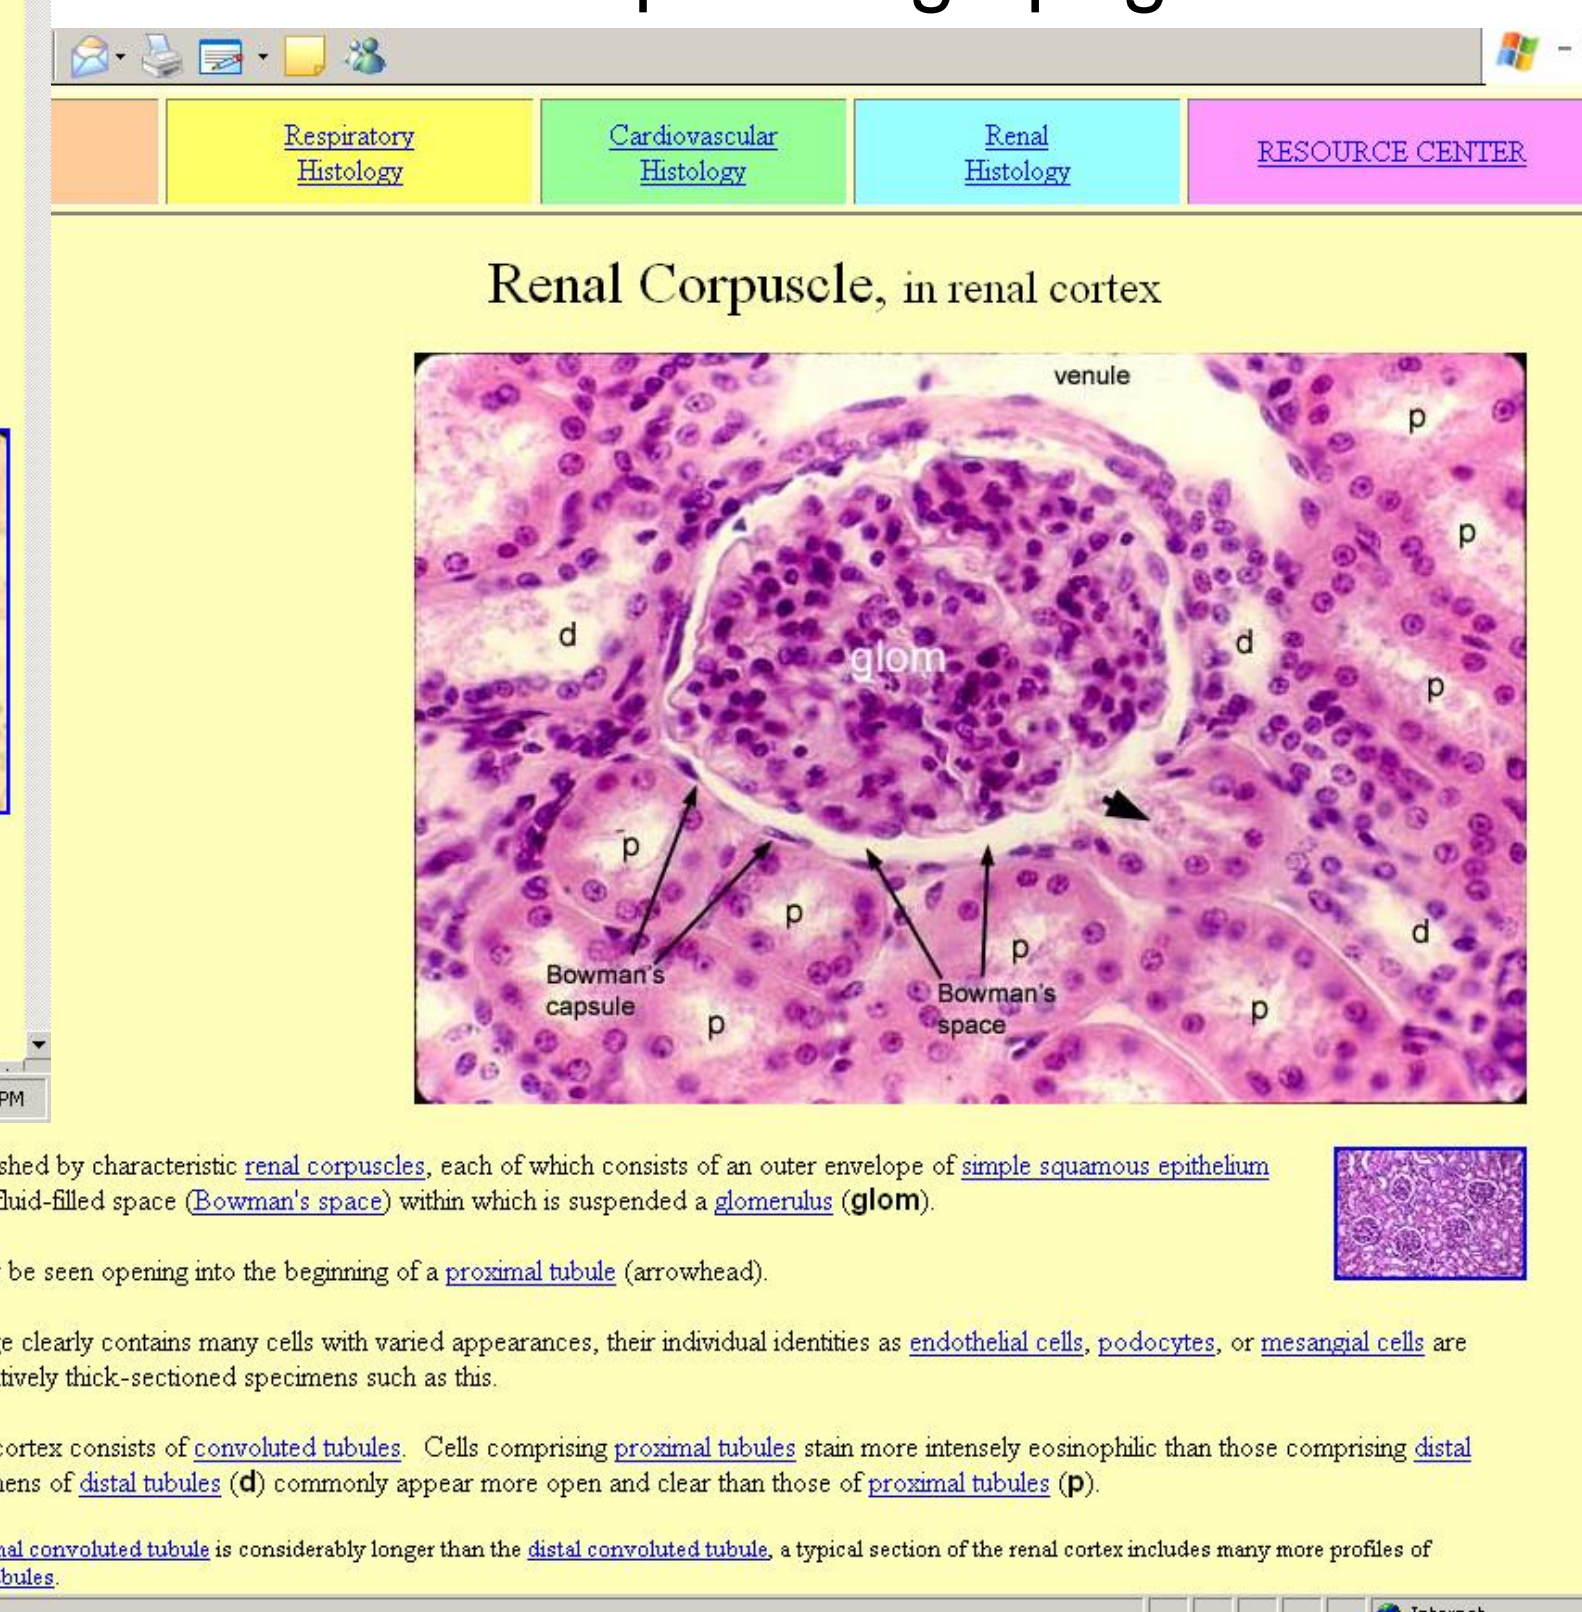 Respiratory
Histology
Cardiovascular
Histology
Renal
Histology
RESOURCE CENTER
Renal Corpuscle, in renal cortex
venule
p
p
d
glom
d
p
p
p
p
d
Bowman's
capsule
Bowman's
space
p
p
PM
shed by characteristic renal corpuscles, each of which consists of an outer envelope of simple squamous epithelium
fluid-filled space (Bowman's space) within which is suspended a glomerulus (glom).
be seen opening into the beginning of a proximal tubule (arrowhead).
e clearly contains many cells with varied appearances, their individual identities as endothelial cells, podocytes, or mesangial cells are
tively thick-sectioned specimens such as this.
cortex consists of convoluted tubules. Cells comprising proximal tubules stain more intensely eosinophilic than those comprising distal
ens of distal tubules (d) commonly appear more open and clear than those of proximal tubules (p).
nal convoluted tubule is considerably longer than the distal convoluted tubule, a typical section of the renal cortex includes many more profiles of
bules.